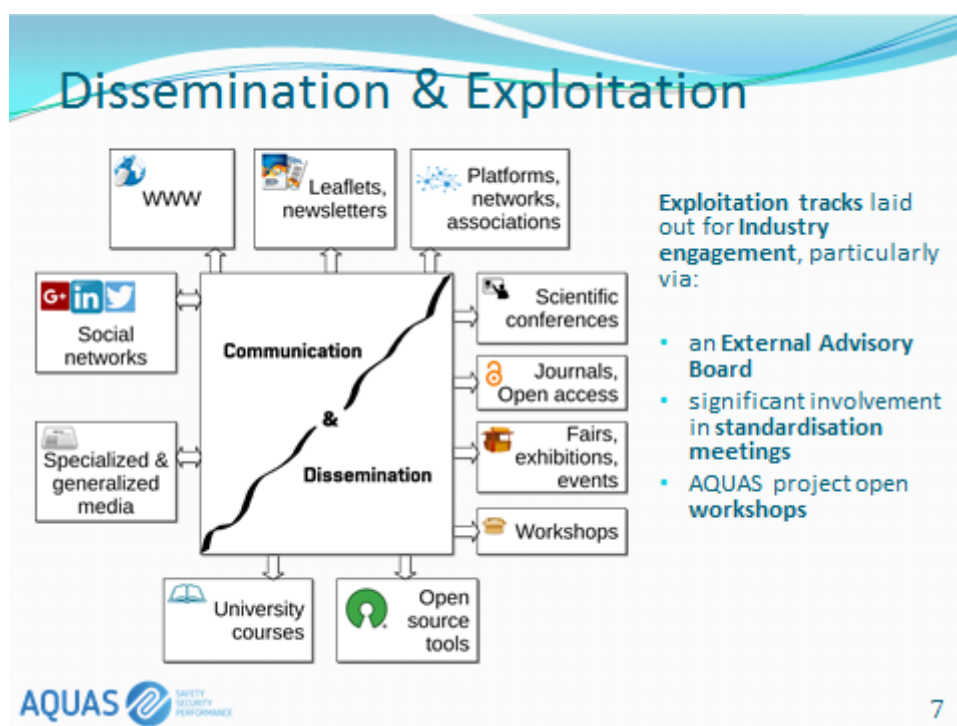 Dissemination & Exploitation
WWW
Leaflets,
newsletters
Platforms,
networks,
associations
G+ in
Social
networks
Specialized &
generalized
media
Communication
&
Dissemination
Scientific
conferences
Journals,
Open access
Fairs,
exhibitions,
events
Workshops
University
courses
Open
source
tools
Exploitation tracks laid
out for Industry
engagement, particularly
via:
• an External Advisory
Board
• significant involvement
in standardisation
meetings
• AQUAS project open
workshops
AQUAS
SAFETY
SECURITY
PERFORMANCE
7